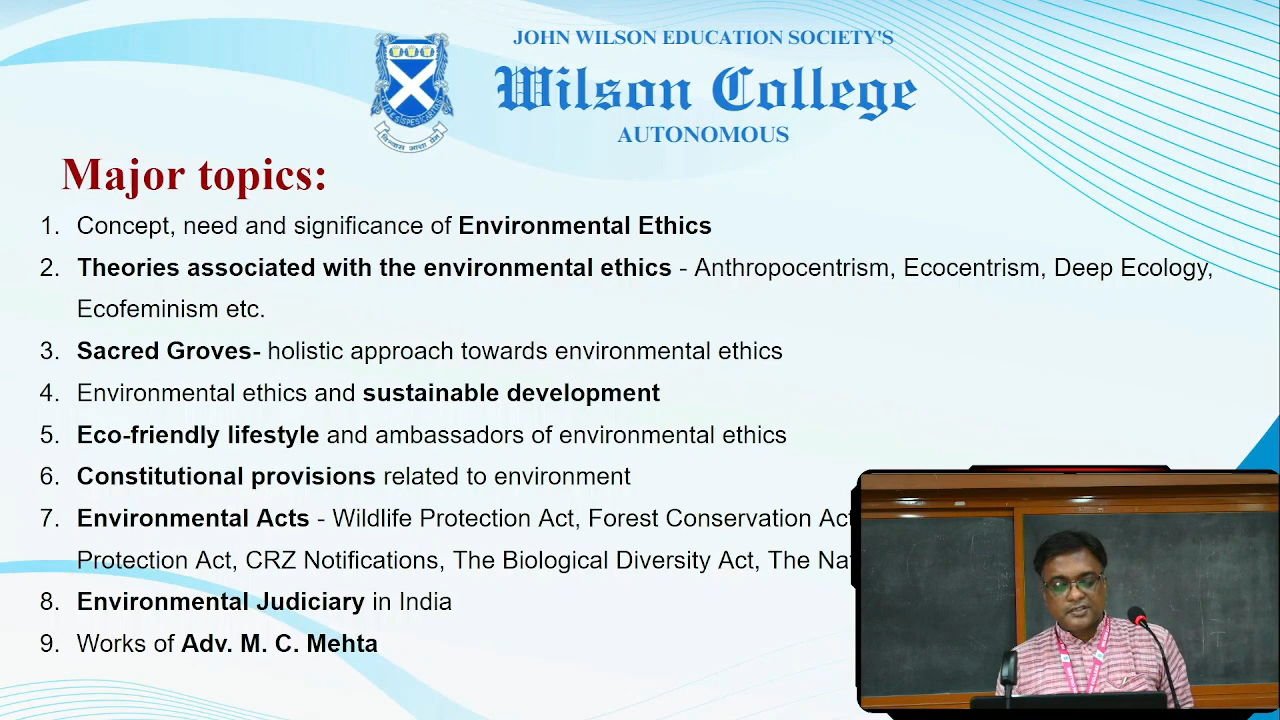 JOHN WILSON EDUCATION SOCIETY'S
Wilson College
AUTONOMOUS
विश्वास आशा प्रेम
Major topics:
1. Concept, need and significance of Environmental Ethics
2. Theories associated with the environmental ethics - Anthropocentrism, Ecocentrism, Deep Ecology,
Ecofeminism etc.
3. Sacred Groves- holistic approach towards environmental ethics
4. Environmental ethics and sustainable development
5. Eco-friendly lifestyle and ambassadors of environmental ethics
6. Constitutional provisions related to environment
7. Environmental Acts - Wildlife Protection Act, Forest Conservation Act
Protection Act, CRZ Notifications, The Biological Diversity Act, The Na
8. Environmental Judiciary in India
9. Works of Adv. M. C. Mehta